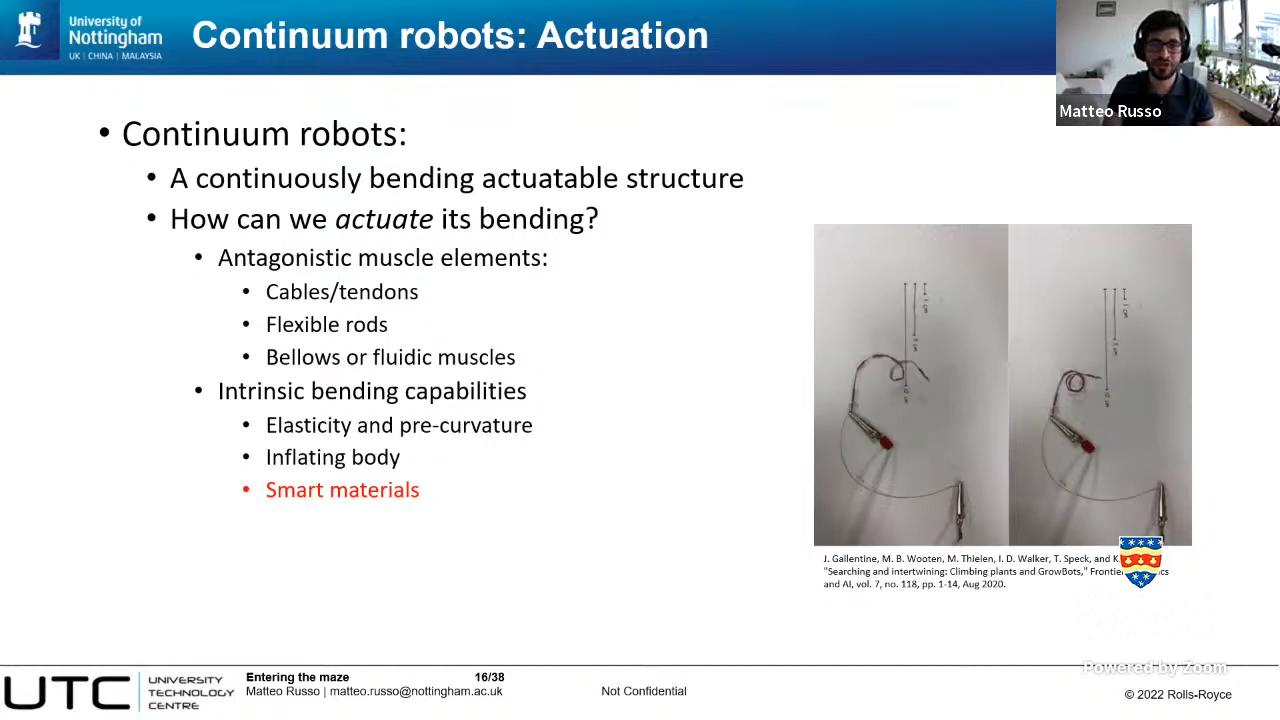 University of
Nottingham
UK | CHINA | MALAYSIA
Continuum robots: Actuation
Matteo Russo
• Continuum robots:
• A continuously bending actuatable structure
• How can we actuate its bending?
• Antagonistic muscle elements:
• Cables/tendons
• Flexible rods
• Bellows or fluidic muscles
• Intrinsic bending capabilities
• Elasticity and pre-curvature
• Inflating body
• Smart materials
J. Gallentine, M. B. Wooten, M. Thielen, I. D. Walker, T. Speck, and K.
"Searching and intertwining: Climbing plants and GrowBots," Frontie
and AI, vol. 7, no. 118, pp. 1-14, Aug 2020.
Powered by Zoom
UTC
UNIVERSITY
TECHNOLOGY
CENTRE
Entering the maze 16/38
Matteo Russo | matteo.russo@nottingham.ac.uk
Not Confidential
© 2022 Rolls-Royce